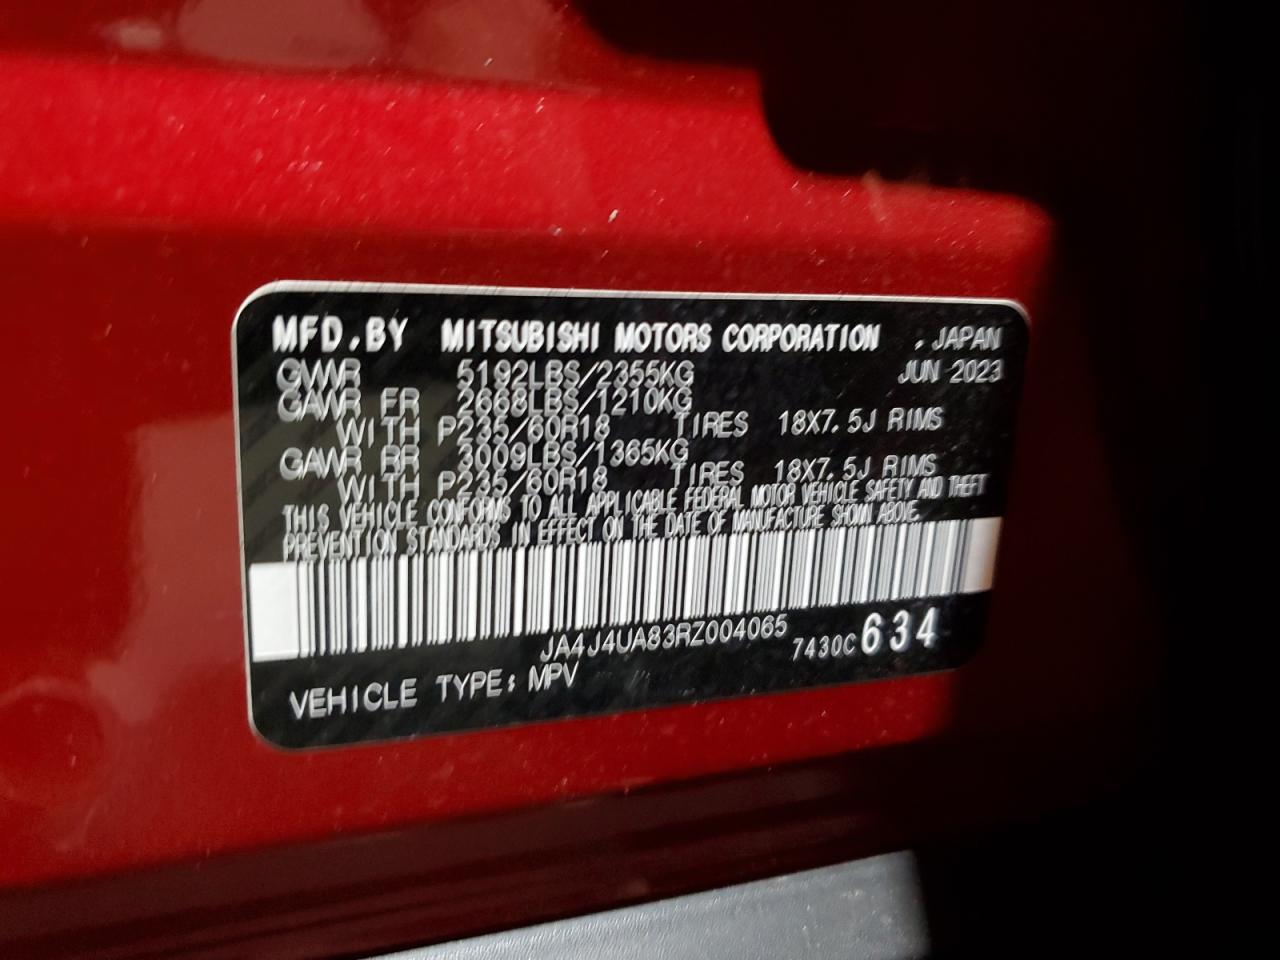 MFD.BY MITSUBISHI MOTORS CORPORATION , JAPAN
GVWR 5192LBS/2355KG JUN 2023
GAWR FR 2668LBS/1210KG
WITH P235/60R18 TIRES 18X7.5J RIMS
GAWR RR 3009LBS/1365KG
WITH P235/60R18 TIRES 18X7.5J RIMS
THIS VEHICLE CONFORMS TO ALL APPLICABLE FEDERAL MOTOR VEHICLE SAFETY AND THEFT
PREVENTION STANDARDS IN EFFECT ON THE DATE OF MANUFACTURE SHOWN ABOVE.
JA4J4UA83RZ004065 7430C 634
VEHICLE TYPE: MPV